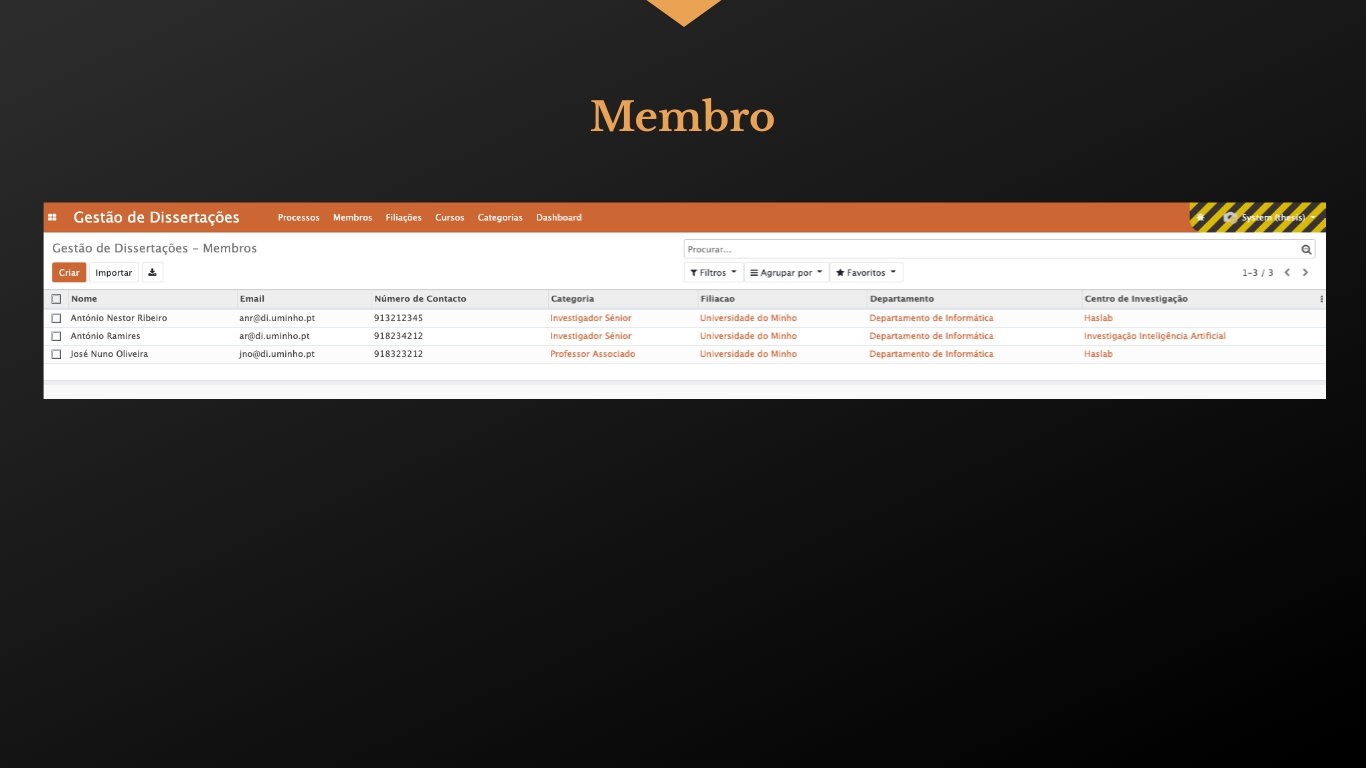 Membro
Gestão de Dissertações Processos Membros Filiações Cursos Categorias Dashboard System (thesis)
Gestão de Dissertações – Membros Procurar...
Criar Importar Filtros Agrupar por Favoritos 1-3 / 3
Nome Email Número de Contacto Categoria Filiacao Departamento Centro de Investigação
António Nestor Ribeiro anr@di.uminho.pt 913212345 Investigador Sénior Universidade do Minho Departamento de Informática Haslab
António Ramires ar@di.uminho.pt 918234212 Investigador Sénior Universidade do Minho Departamento de Informática Investigação Inteligência Artificial
José Nuno Oliveira jno@di.uminho.pt 918323212 Professor Associado Universidade do Minho Departamento de Informática Haslab